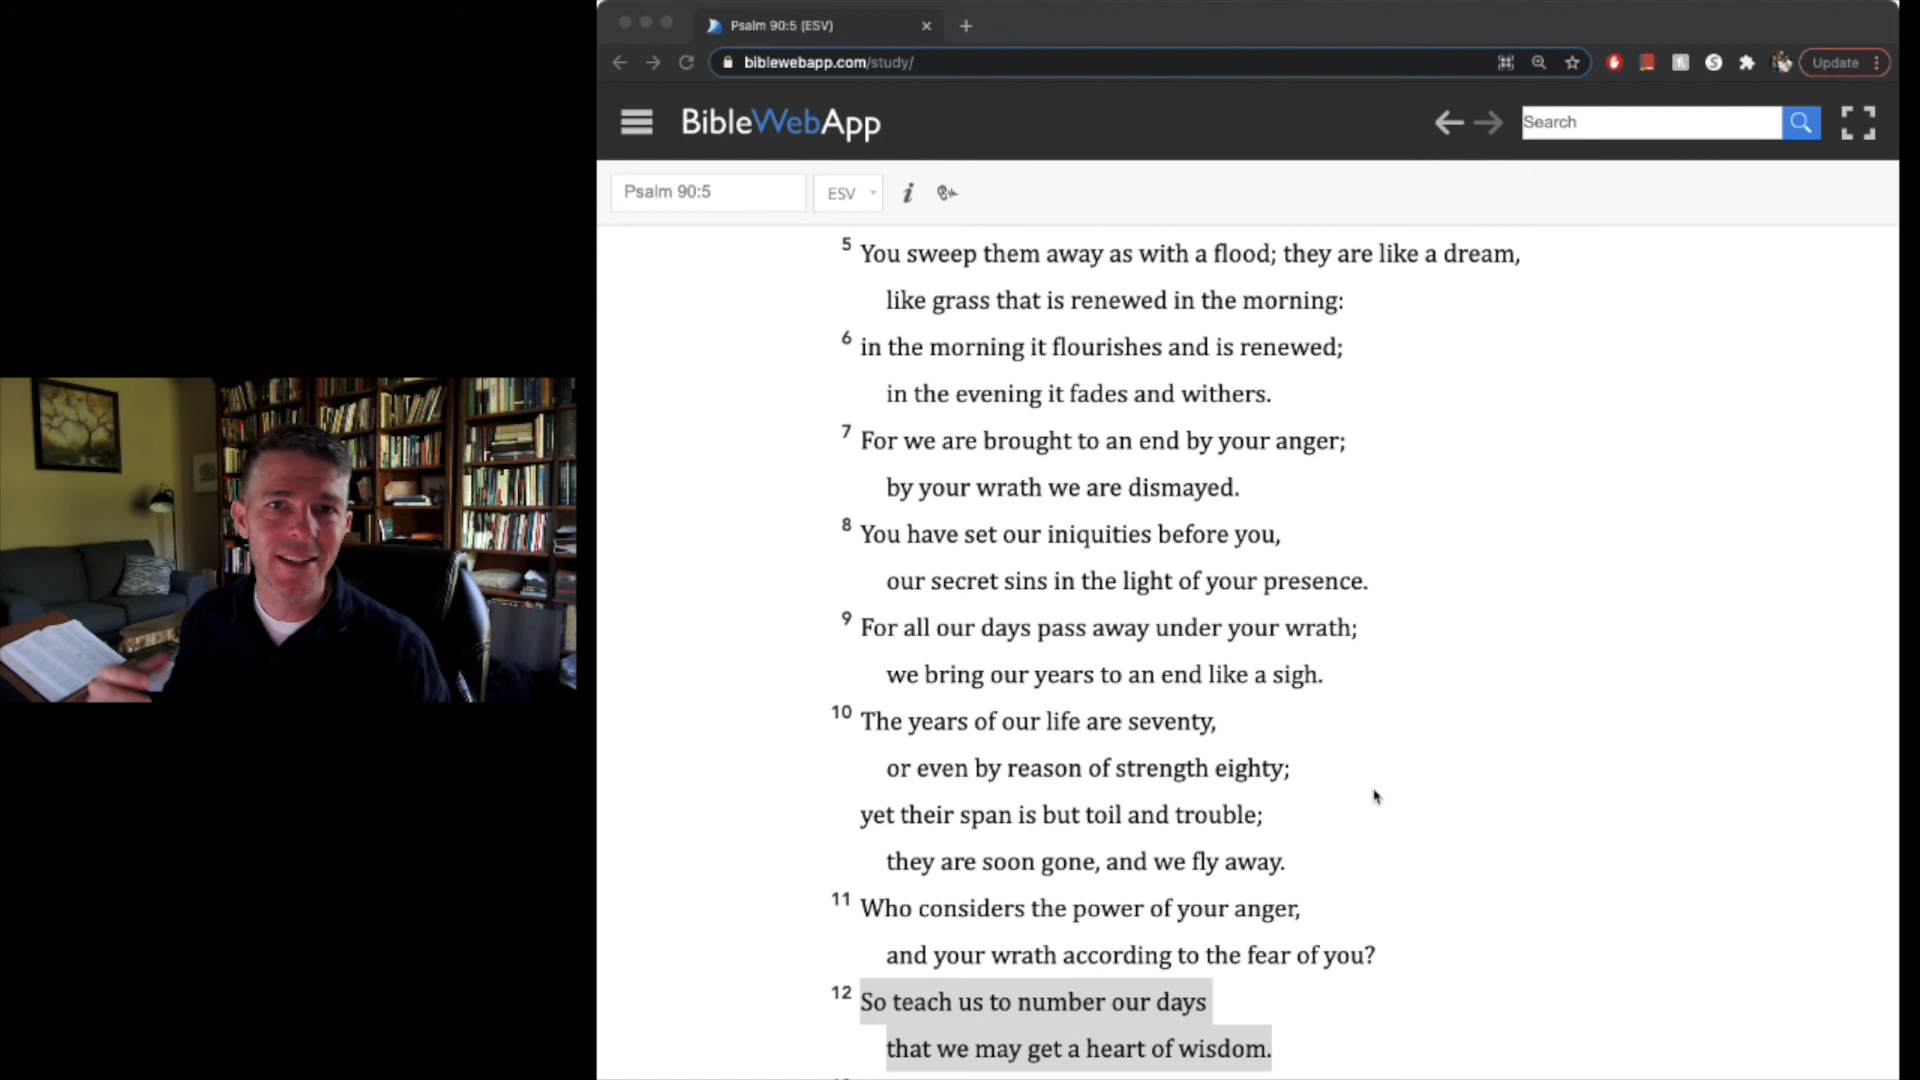 Psalm 90:5 (ESV)
biblewebapp.com/study/
Update
BibleWebApp
Search
Psalm 90:5
ESV
5 You sweep them away as with a flood; they are like a dream,
like grass that is renewed in the morning:
6 in the morning it flourishes and is renewed;
in the evening it fades and withers.
7 For we are brought to an end by your anger;
by your wrath we are dismayed.
8 You have set our iniquities before you,
our secret sins in the light of your presence.
9 For all our days pass away under your wrath;
we bring our years to an end like a sigh.
10 The years of our life are seventy,
or even by reason of strength eighty;
yet their span is but toil and trouble;
they are soon gone, and we fly away.
11 Who considers the power of your anger,
and your wrath according to the fear of you?
12 So teach us to number our days
that we may get a heart of wisdom.